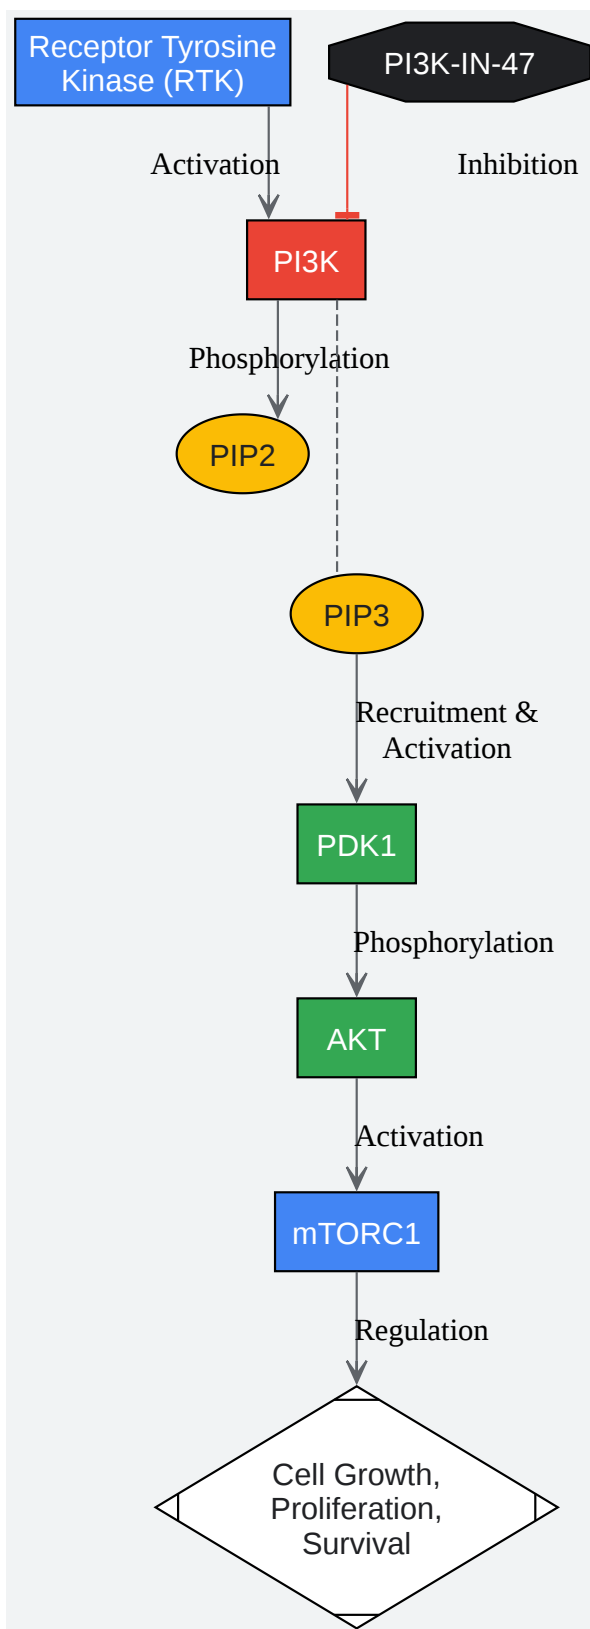 Receptor Tyrosine
Kinase (RTK)
PI3K-IN-47
Activation
Inhibition
PI3K
Phosphorylation
PIP2
PIP3
Recruitment &
Activation
PDK1
Phosphorylation
AKT
Activation
mTORC1
Regulation
Cell Growth,
Proliferation,
Survival